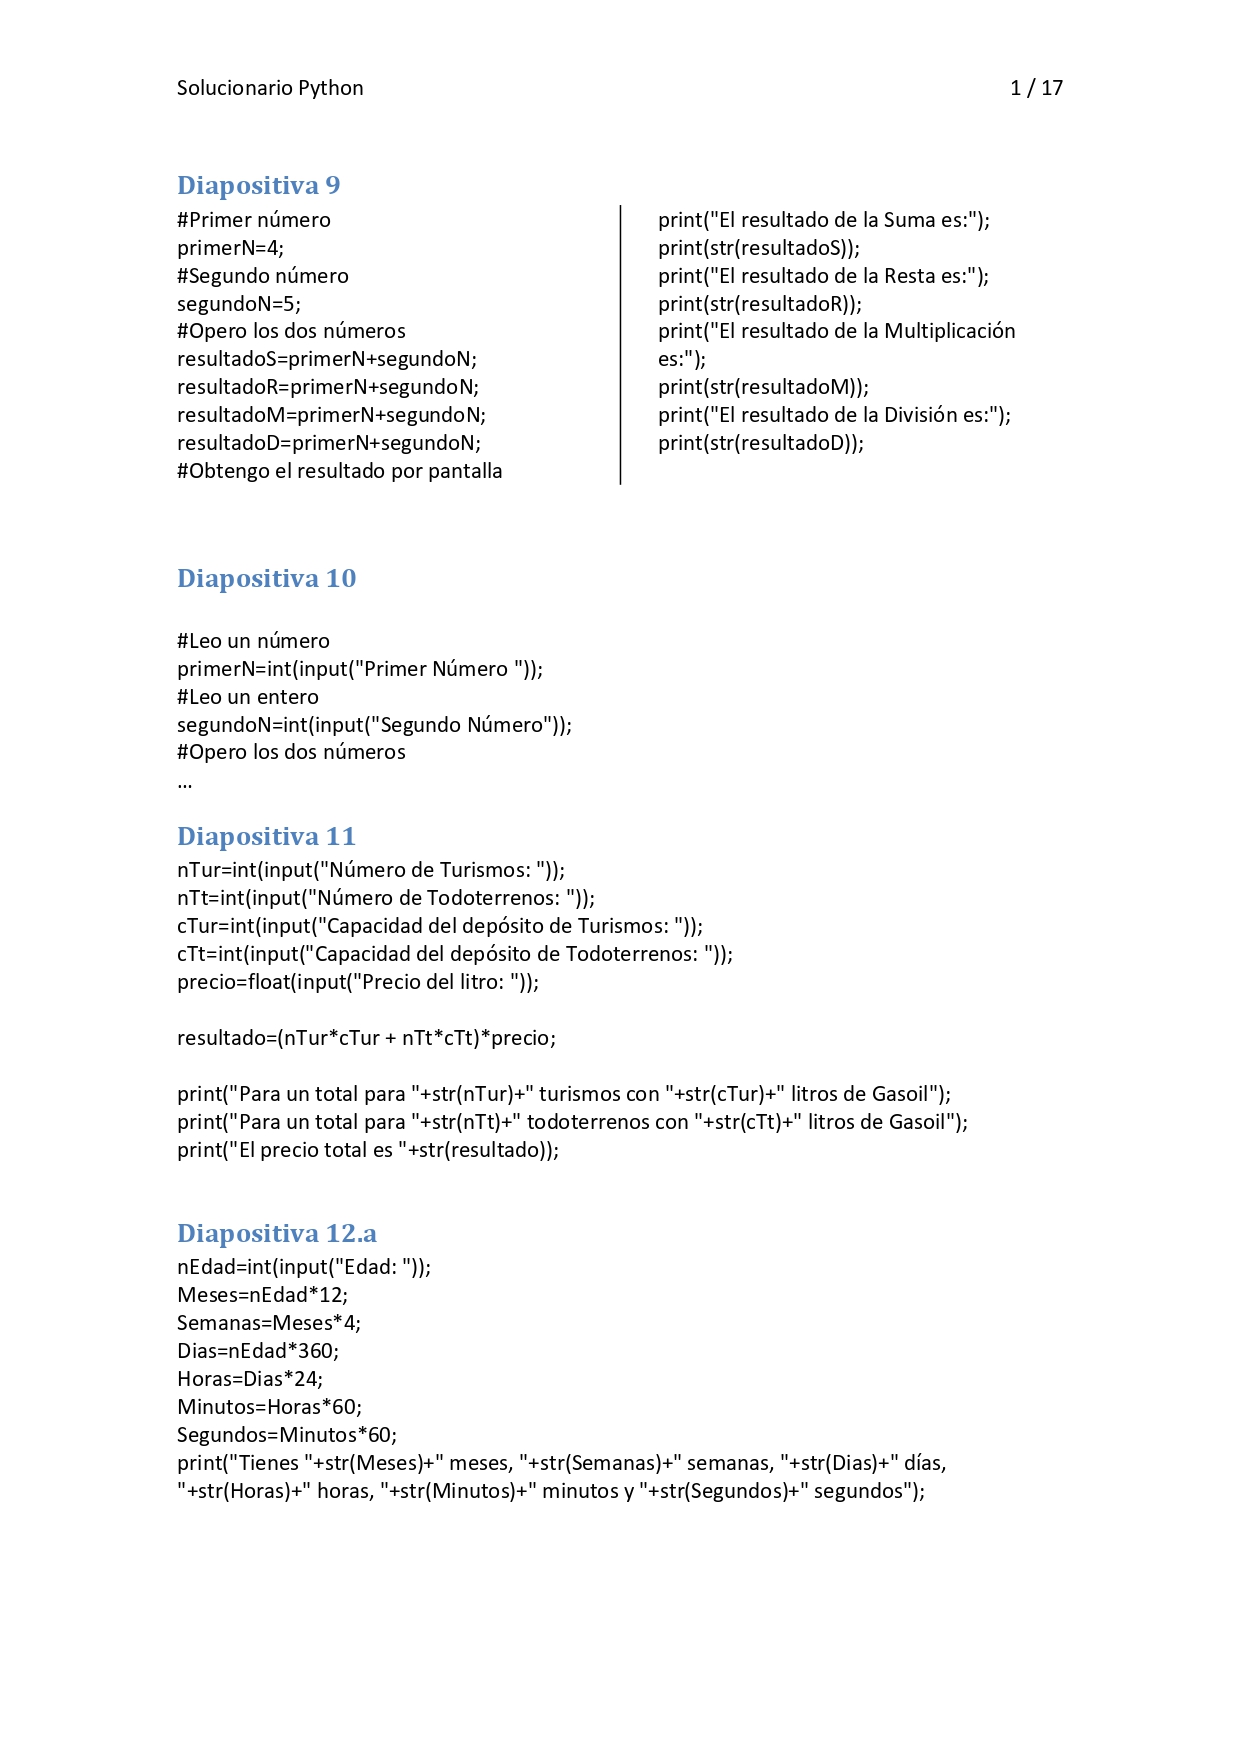 Solucionario Python
1 / 17
Diapositiva 9
#Primer número
primerN=4;
#Segundo número
segundoN=5;
#Opero los dos números
resultadoS=primerN+segundoN;
resultadoR=primerN+segundoN;
resultadoM=primerN+segundoN;
resultadoD=primerN+segundoN;
#Obtengo el resultado por pantalla
print("El resultado de la Suma es:");
print(str(resultadoS));
print("El resultado de la Resta es:");
print(str(resultadoR));
print("El resultado de la Multiplicación
es:");
print(str(resultadoM));
print("El resultado de la División es:");
print(str(resultadoD));
Diapositiva 10
#Leo un número
primerN=int(input("Primer Número "));
#Leo un entero
segundoN=int(input("Segundo Número"));
#Opero los dos números
...
Diapositiva 11
nTur=int(input("Número de Turismos: "));
nTt=int(input("Número de Todoterrenos: "));
cTur=int(input("Capacidad del depósito de Turismos: "));
cTt=int(input("Capacidad del depósito de Todoterrenos: "));
precio=float(input("Precio del litro: "));
resultado=(nTur*cTur + nTt*cTt)*precio;
print("Para un total para "+str(nTur)+" turismos con "+str(cTur)+" litros de Gasoil");
print("Para un total para "+str(nTt)+" todoterrenos con "+str(cTt)+" litros de Gasoil");
print("El precio total es "+str(resultado));
Diapositiva 12.a
nEdad=int(input("Edad: "));
Meses=nEdad*12;
Semanas=Meses*4;
Dias=nEdad*360;
Horas=Dias*24;
Minutos=Horas*60;
Segundos=Minutos*60;
print("Tienes "+str(Meses)+" meses, "+str(Semanas)+" semanas, "+str(Dias)+" días,
"+str(Horas)+" horas, "+str(Minutos)+" minutos y "+str(Segundos)+" segundos");